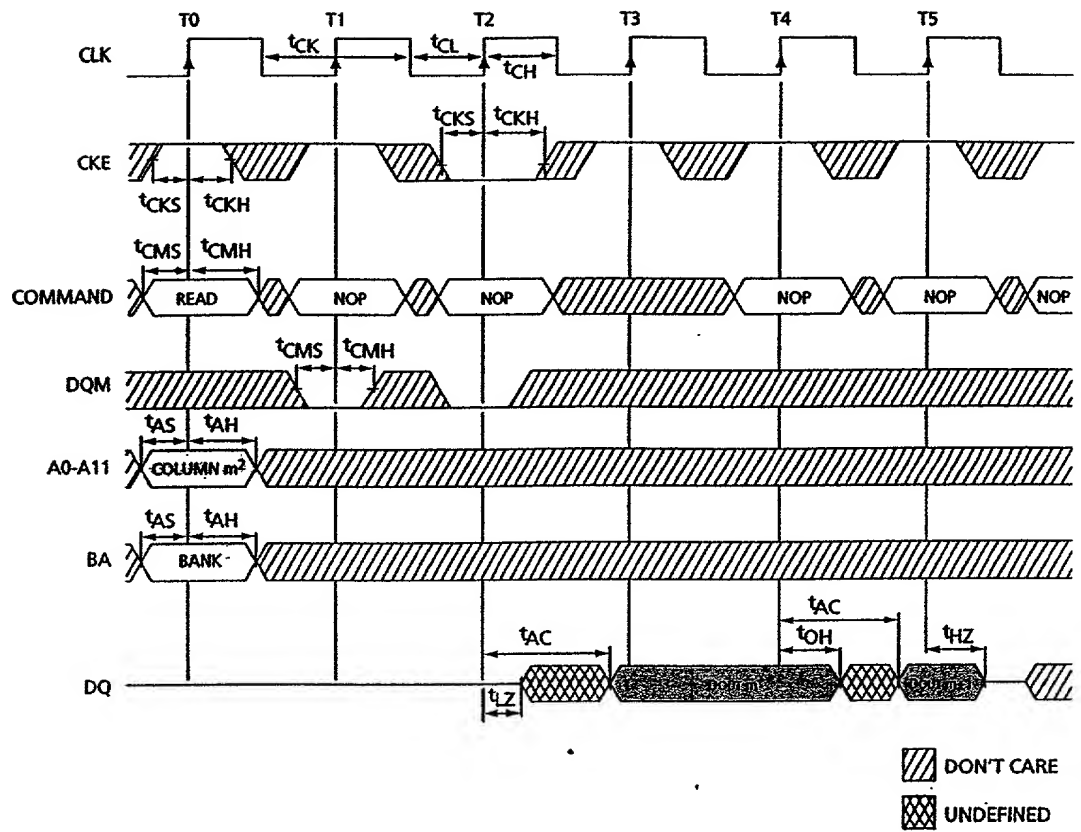 T0 T1 T2 T3 T4 T5
CLK tCK tCL tCH
tCKS tCKH
CKE
tCKS tCKH
tCMS tCMH
COMMAND READ NOP NOP NOP NOP NOP
tCMS tCMH
DQM
tAS tAH
A0-A11 COLUMN m²
tAS tAH
BA BANK
tAC tAC
tOH tHZ
DQ
tLZ
DON'T CARE
UNDEFINED